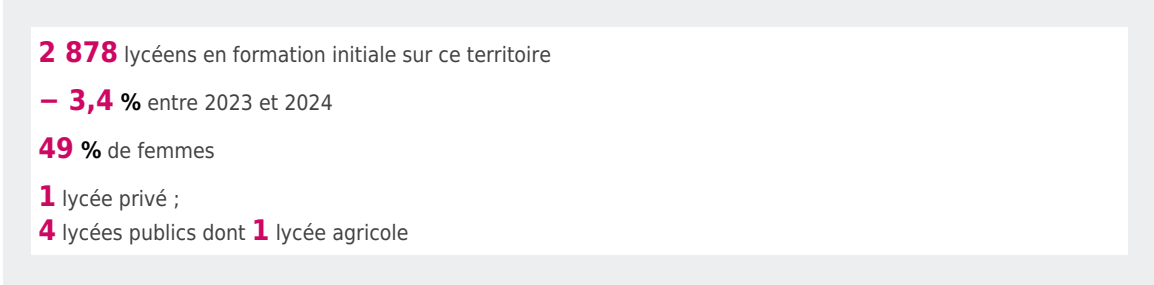 2 878 lycéens en formation initiale sur ce territoire
− 3,4 % entre 2023 et 2024
49 % de femmes
1 lycée privé ;
4 lycées publics dont 1 lycée agricole